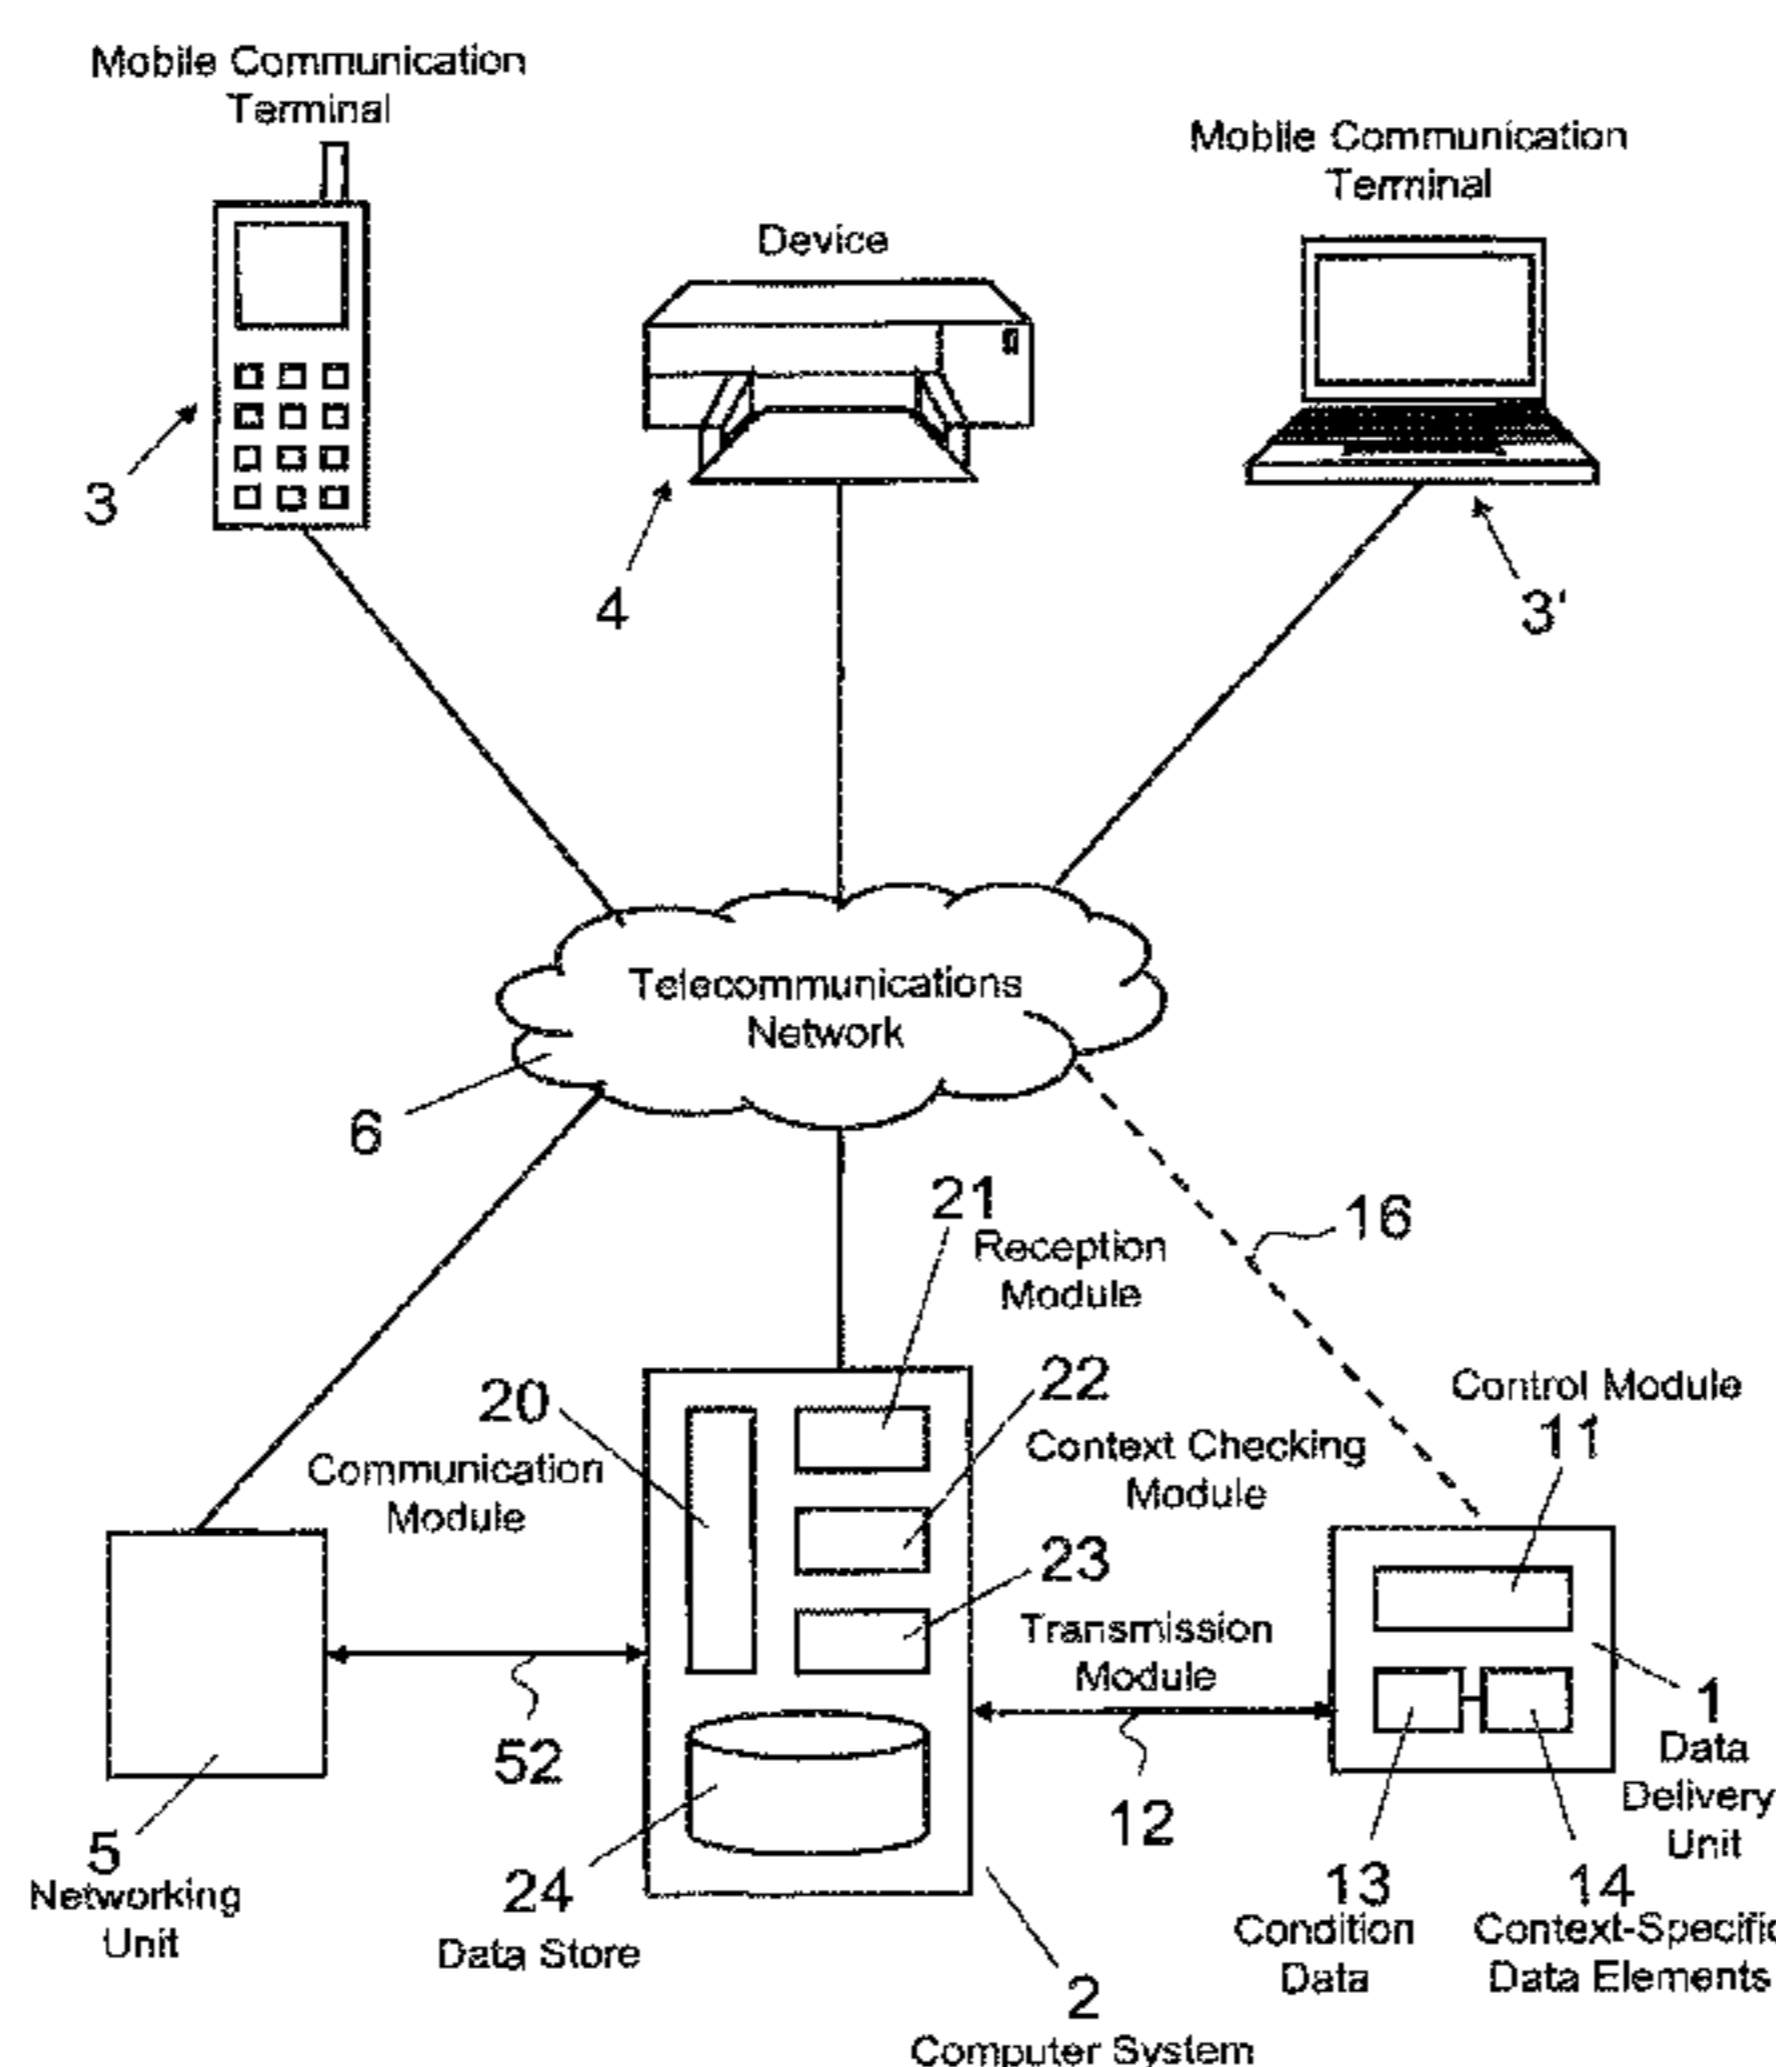 Mobile Communication
Terminal
Mobile Communication
Terminal
Device
3
4
3'
Telecommunications
Network
6
21
Reception
Module
16
20
22
Control Module
11
Communication
Module
Context Checking
Module
23
Transmission
Module
1
Data
Delivery
Unit
52
12
5
Networking
Unit
24
Data Store
13
Condition
Data
14
Context-Specific
Data Elements
2
Computer System